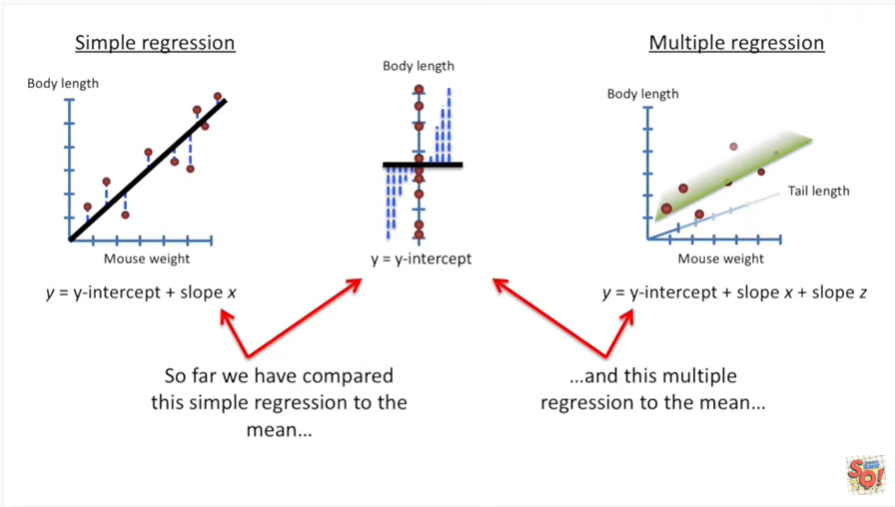 Simple regression
Multiple regression
Body length
Body length
Body length
Tail length
Mouse weight
y = y-intercept
Mouse weight
y = y-intercept + slope x
y = y-intercept + slope x + slope z
So far we have compared
this simple regression to the
mean...
...and this multiple
regression to the mean...
SQ!